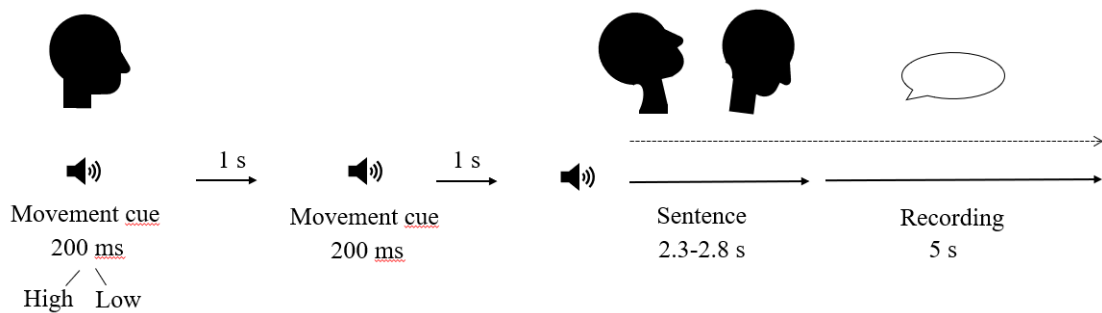 1 s
1 s
Movement cue
200 ms
High Low
Movement cue
200 ms
Sentence
2.3-2.8 s
Recording
5 s